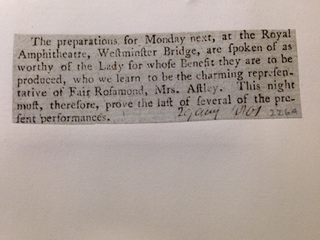 The preparations for Monday next, at the Royal
Amphitheatre, Westminster Bridge, are spoken of as
worthy of the Lady for whose Benefit they are to be
produced, who we learn to be the charming represen-
tative of Fair Rosamond, Mrs. Astley. This night
must, therefore, prove the last of several of the pre-
sent performances.
226A